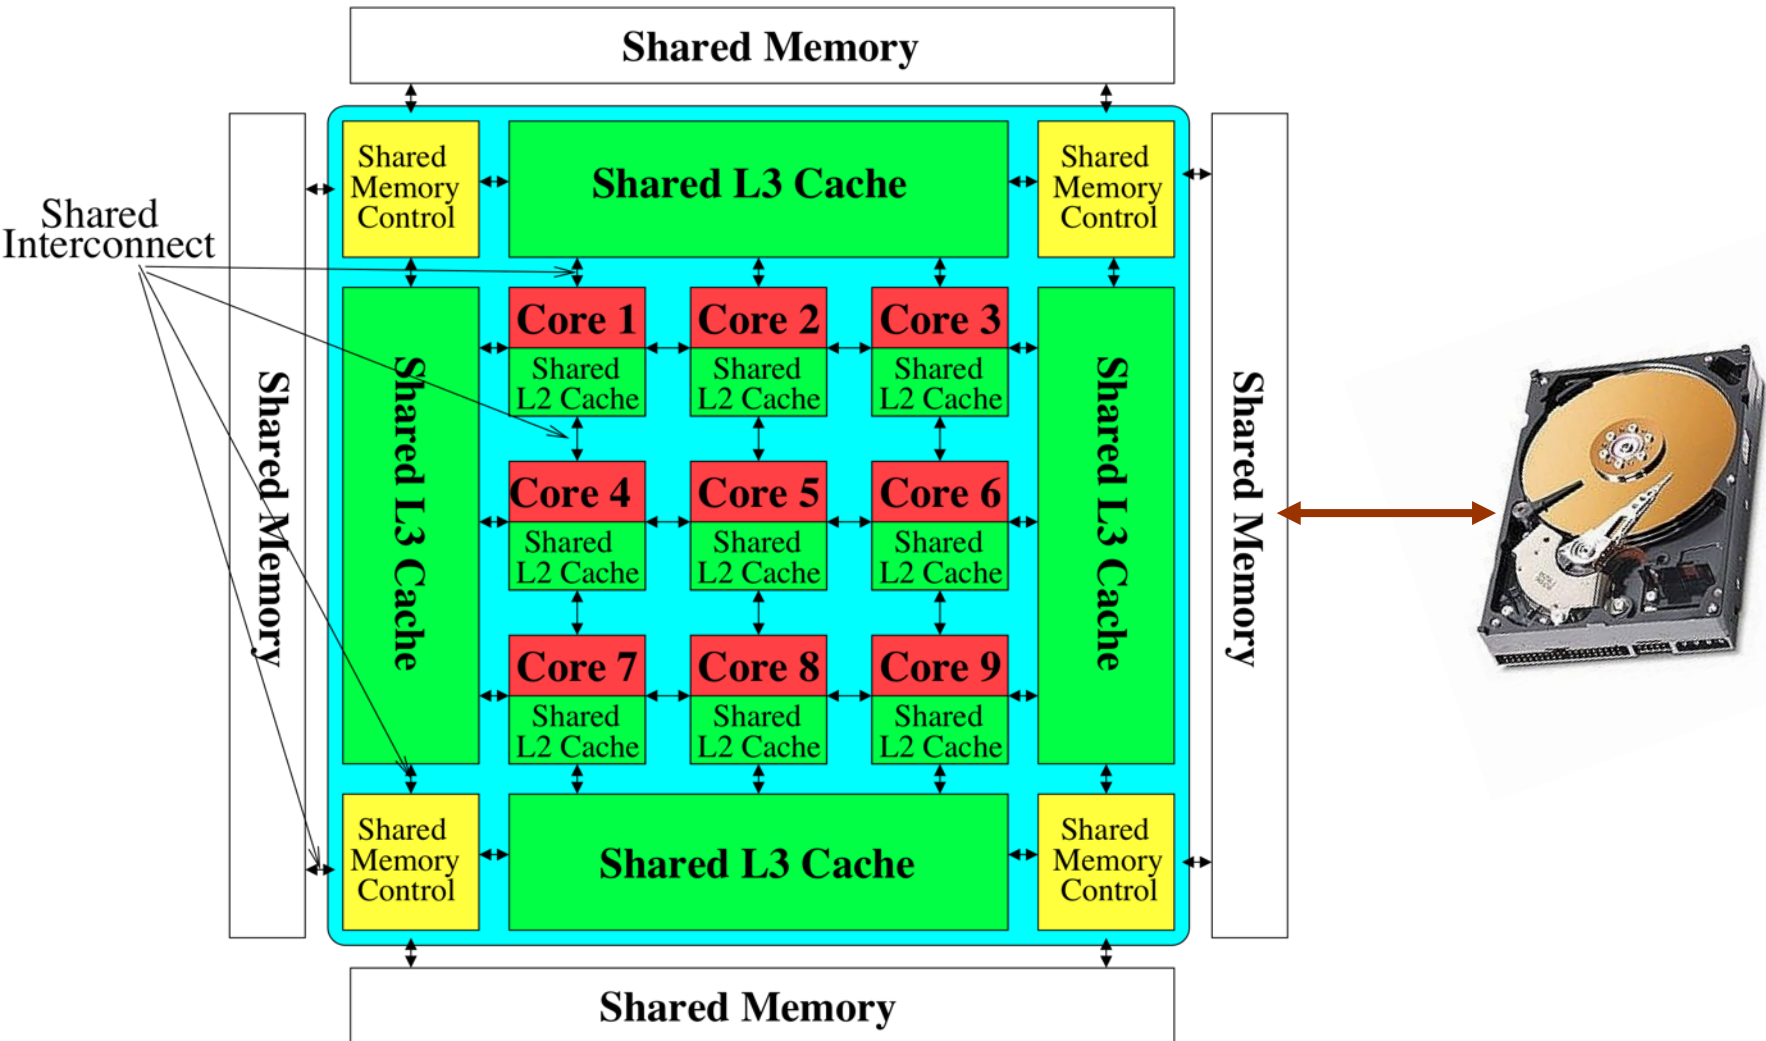 Shared Memory
Shared
Memory
Control
Shared L3 Cache
Shared
Memory
Control
Shared
Interconnect
Shared Memory
Shared L3 Cache
Core 1
Shared
L2 Cache
Core 2
Shared
L2 Cache
Core 3
Shared
L2 Cache
Core 4
Shared
L2 Cache
Core 5
Shared
L2 Cache
Core 6
Shared
L2 Cache
Core 7
Shared
L2 Cache
Core 8
Shared
L2 Cache
Core 9
Shared
L2 Cache
Shared L3 Cache
Shared Memory
Shared
Memory
Control
Shared L3 Cache
Shared
Memory
Control
Shared Memory